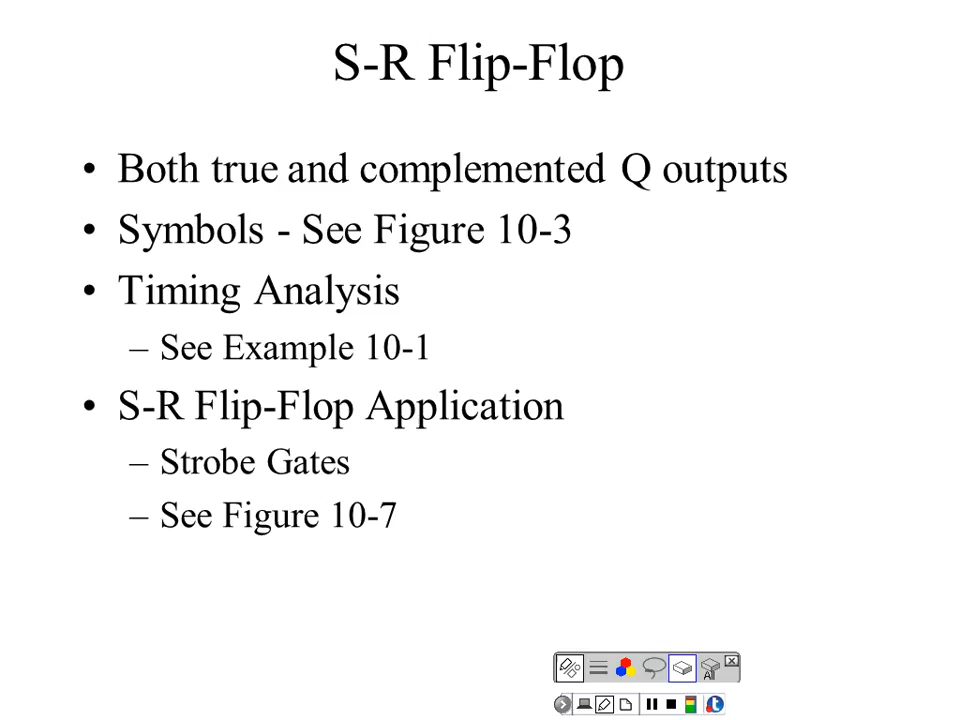 S-R Flip-Flop
• Both true and complemented Q outputs
• Symbols - See Figure 10-3
• Timing Analysis
– See Example 10-1
• S-R Flip-Flop Application
– Strobe Gates
– See Figure 10-7
A
t